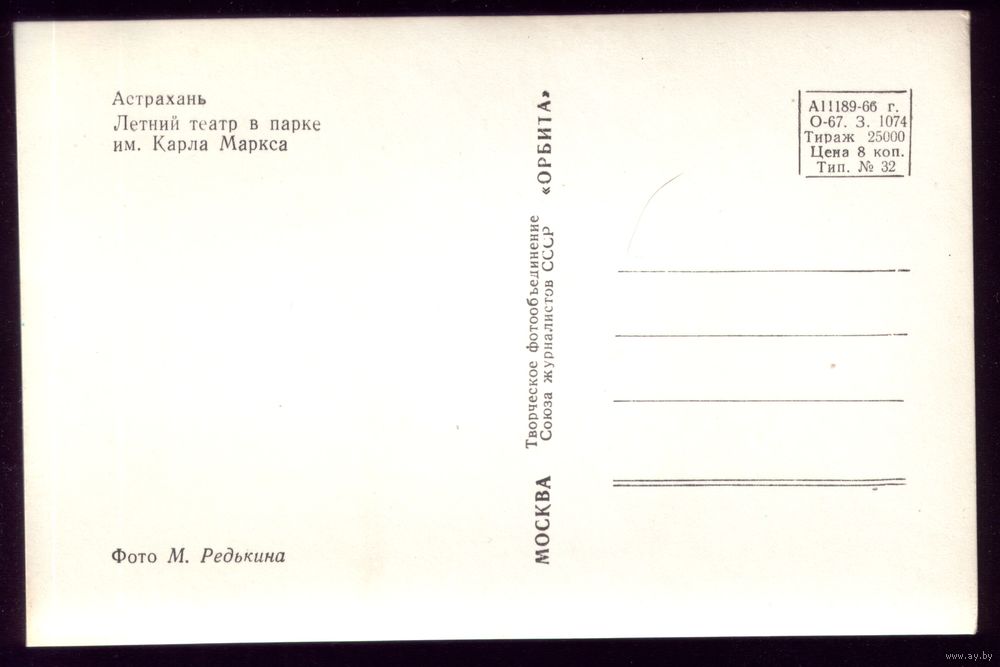 Астрахань
Летний театр в парке
им. Карла Маркса
Фото М. Редькина
МОСКВА
Творческое фотообъединение
Союза журналистов СССР
«ОРБИТА»
А11189-66 г.
О-67. З. 1074
Тираж 25000
Цена 8 коп.
Тип. № 32
www.ay.by